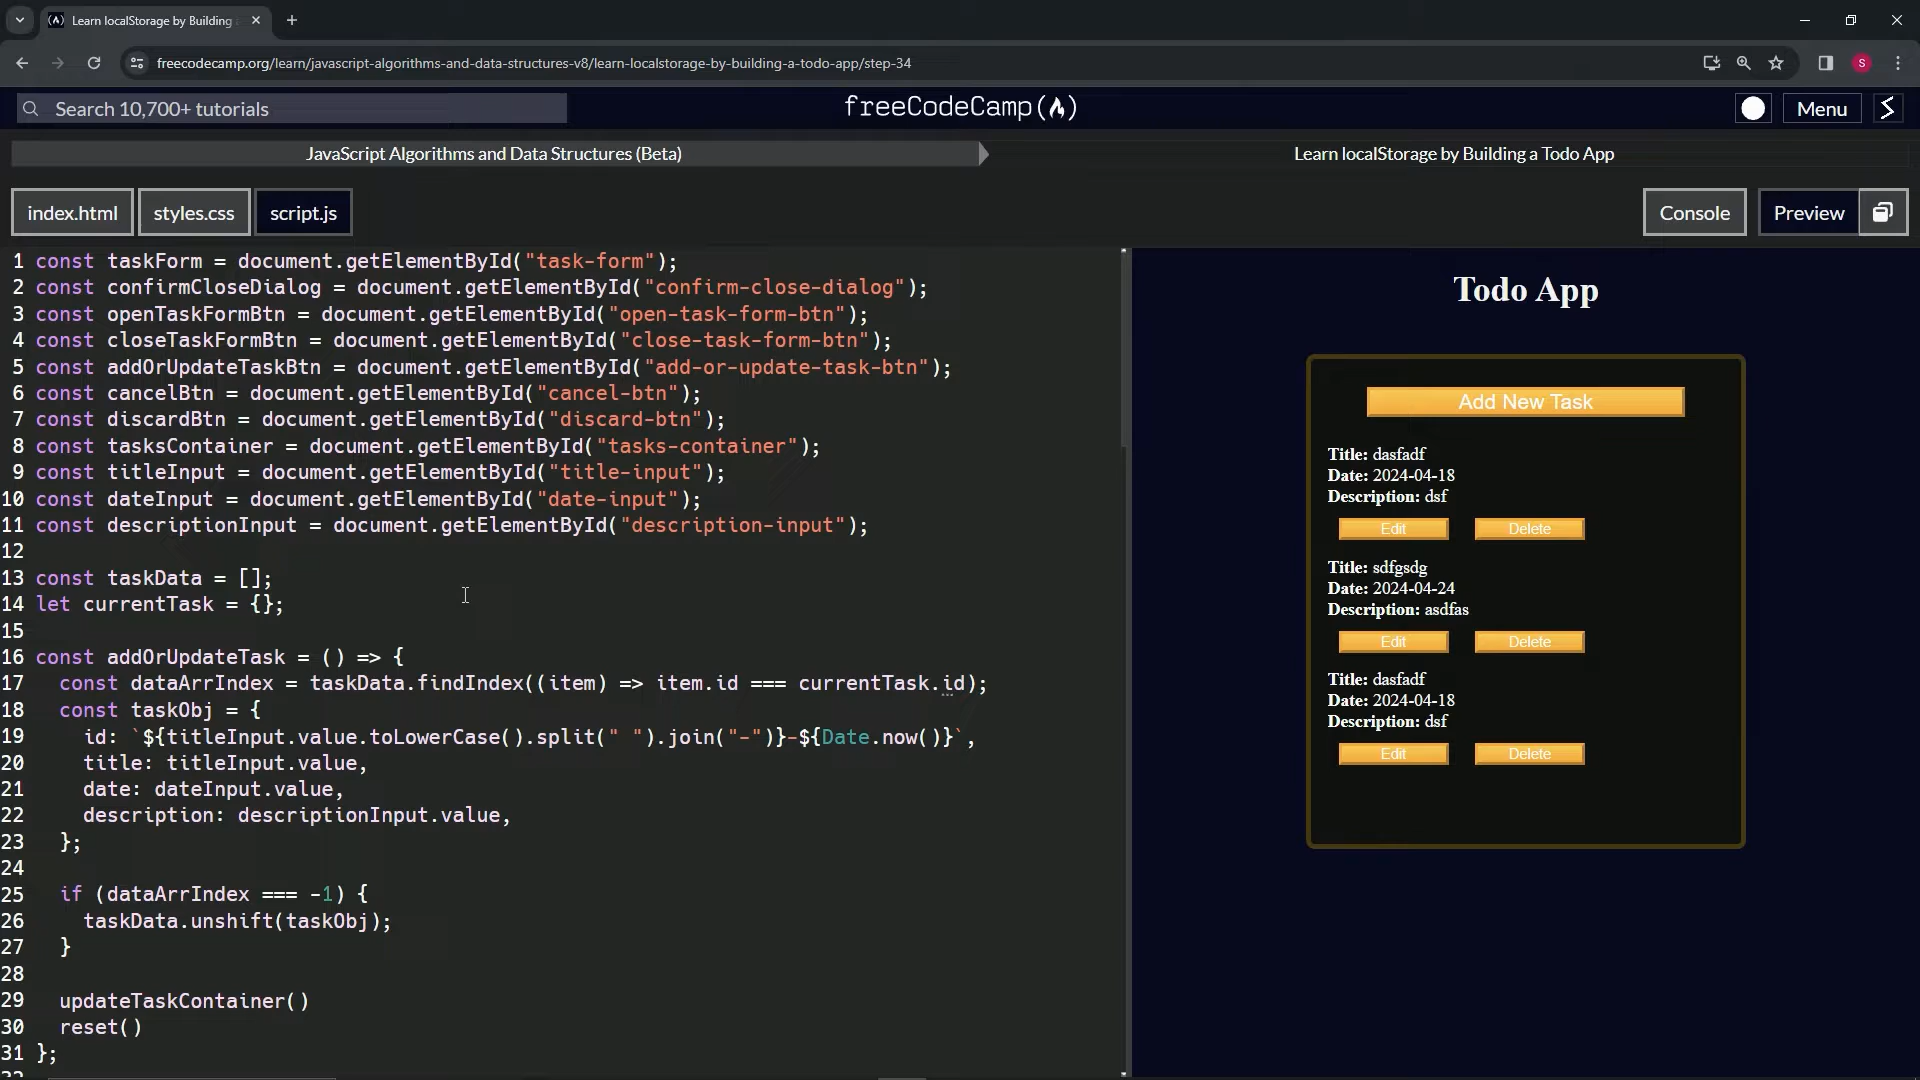 Learn localStorage by Building
freecodecamp.org/learn/javascript-algorithms-and-data-structures-v8/learn-localstorage-by-building-a-todo-app/step-34
S
Search 10,700+ tutorials
freeCodeCamp
Menu
JavaScript Algorithms and Data Structures (Beta)
Learn localStorage by Building a Todo App
index.html
styles.css
script.js
Console
Preview
1 const taskForm = document.getElementById("task-form");
2 const confirmCloseDialog = document.getElementById("confirm-close-dialog");
3 const openTaskFormBtn = document.getElementById("open-task-form-btn");
4 const closeTaskFormBtn = document.getElementById("close-task-form-btn");
5 const addOrUpdateTaskBtn = document.getElementById("add-or-update-task-btn");
6 const cancelBtn = document.getElementById("cancel-btn");
7 const discardBtn = document.getElementById("discard-btn");
8 const tasksContainer = document.getElementById("tasks-container");
9 const titleInput = document.getElementById("title-input");
10 const dateInput = document.getElementById("date-input");
11 const descriptionInput = document.getElementById("description-input");
12
13 const taskData = [];
14 let currentTask = {};
15
16 const addOrUpdateTask = () => {
17 const dataArrIndex = taskData.findIndex((item) => item.id === currentTask.id);
18 const taskObj = {
19 id: `${titleInput.value.toLowerCase().split(" ").join("-")}-${Date.now()}`,
20 title: titleInput.value,
21 date: dateInput.value,
22 description: descriptionInput.value,
23 };
24
25 if (dataArrIndex === -1) {
26 taskData.unshift(taskObj);
27 }
28
29 updateTaskContainer()
30 reset()
31 };
Todo App
Add New Task
Title: dasfadf
Date: 2024-04-18
Description: dsf
Edit Delete
Title: sdfgsdg
Date: 2024-04-24
Description: asdfas
Edit Delete
Title: dasfadf
Date: 2024-04-18
Description: dsf
Edit Delete